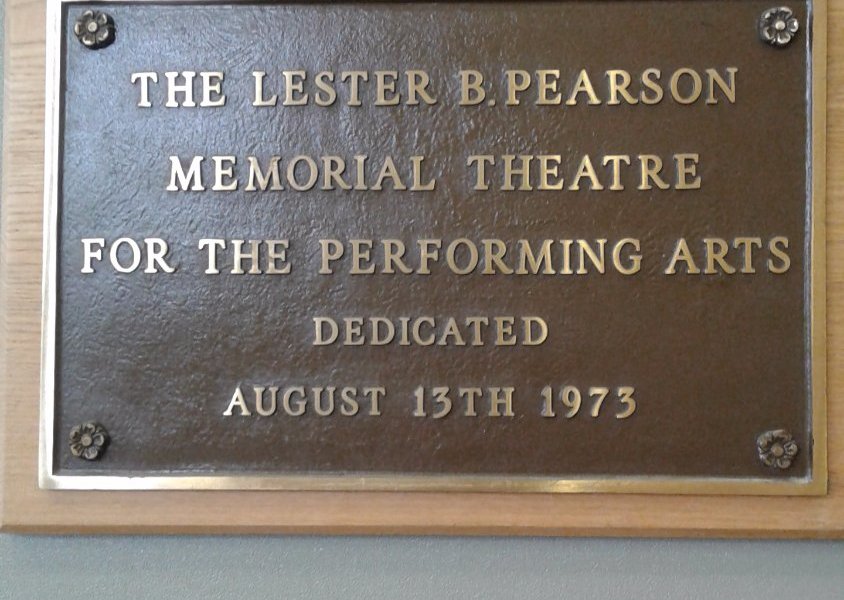 THE LESTER B. PEARSON
MEMORIAL THEATRE
FOR THE PERFORMING ARTS
DEDICATED
AUGUST 13TH 1973